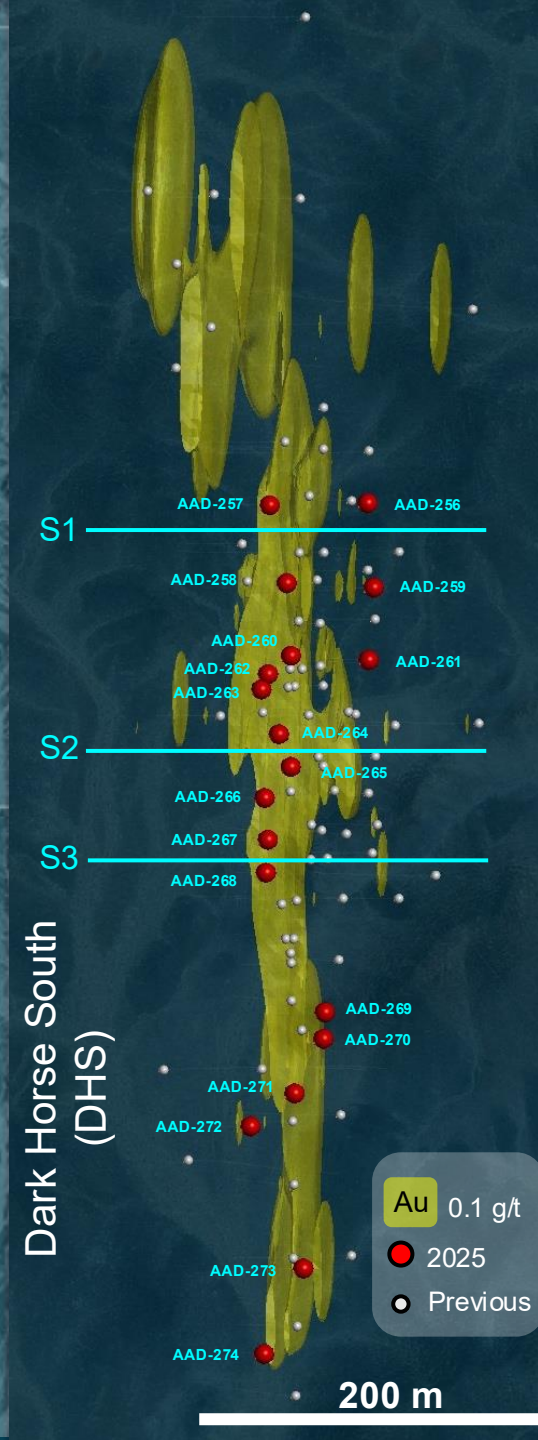 AAD-257
AAD-256
S1
AAD-258
AAD-259
AAD-260
AAD-261
AAD-262
AAD-263
AAD-264
S2
AAD-265
AAD-266
AAD-267
S3
AAD-268
Dark Horse South
(DHS)
AAD-269
AAD-270
AAD-271
AAD-272
AAD-273
AAD-274
Au 0.1 g/t
2025
Previous
200 m